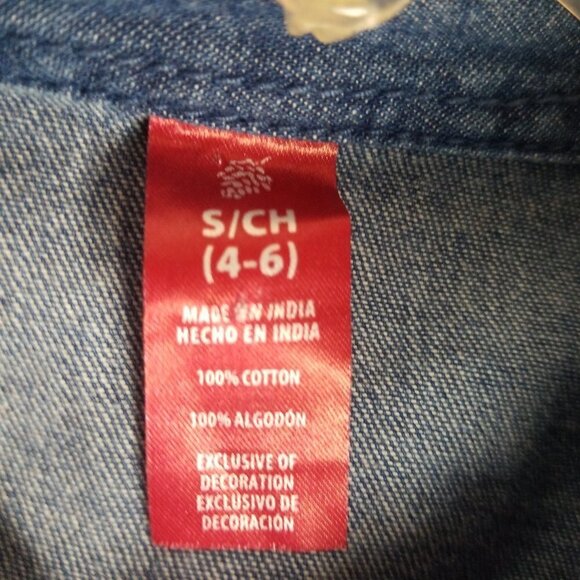 S/CH
(4-6)
MADE IN INDIA
HECHO EN INDIA
100% COTTON
100% ALGODÓN
EXCLUSIVE OF
DECORATION
EXCLUSIVO DE
DECORACIÓN